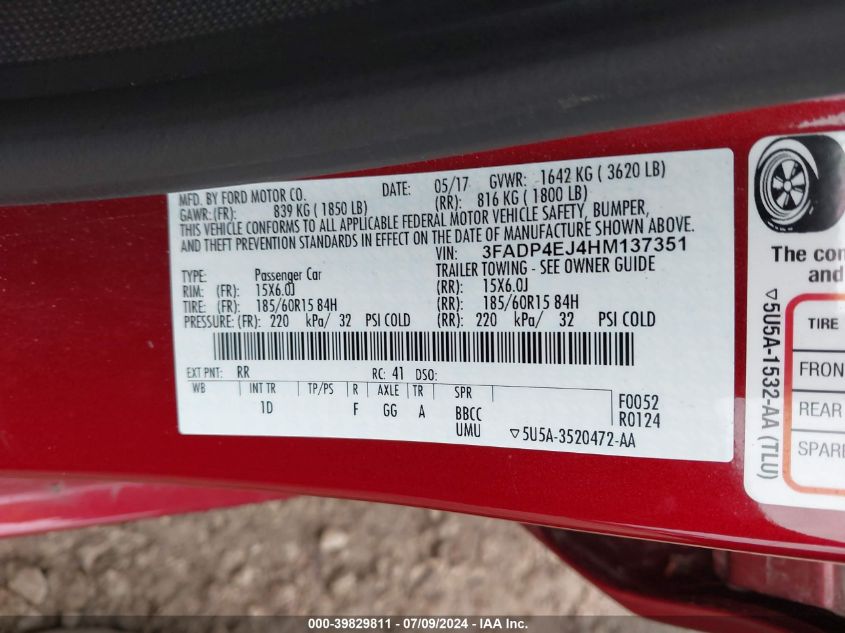 MFD. BY FORD MOTOR CO. DATE: 05/17 GVWR: 1642 KG ( 3620 LB)
GAWR:(FR): 839 KG ( 1850 LB) (RR): 816 KG ( 1800 LB)
THIS VEHICLE CONFORMS TO ALL APPLICABLE FEDERAL MOTOR VEHICLE SAFETY, BUMPER,
AND THEFT PREVENTION STANDARDS IN EFFECT ON THE DATE OF MANUFACTURE SHOWN ABOVE.
VIN: 3FADP4EJ4HM137351
TYPE: Passenger Car TRAILER TOWING - SEE OWNER GUIDE
RIM: (FR): 15X6.0J (RR): 15X6.0J
TIRE: (FR): 185/60R15 84H (RR): 185/60R15 84H
PRESSURE: (FR): 220 kPa/ 32 PSI COLD (RR): 220 kPa/ 32 PSI COLD
EXT PNT: RR RC: 41 DSO:
WB INT TR TP/PS R AXLE TR SPR
1D F GG A BBCC
UMU
F0052
R0124
▽5U5A-3520472-AA
The con
and
▽5U5A-1532-AA (TLU)
TIRE
FRON
REAR
SPARE
000-39829811 / 07/09/2024 - IAAI.com